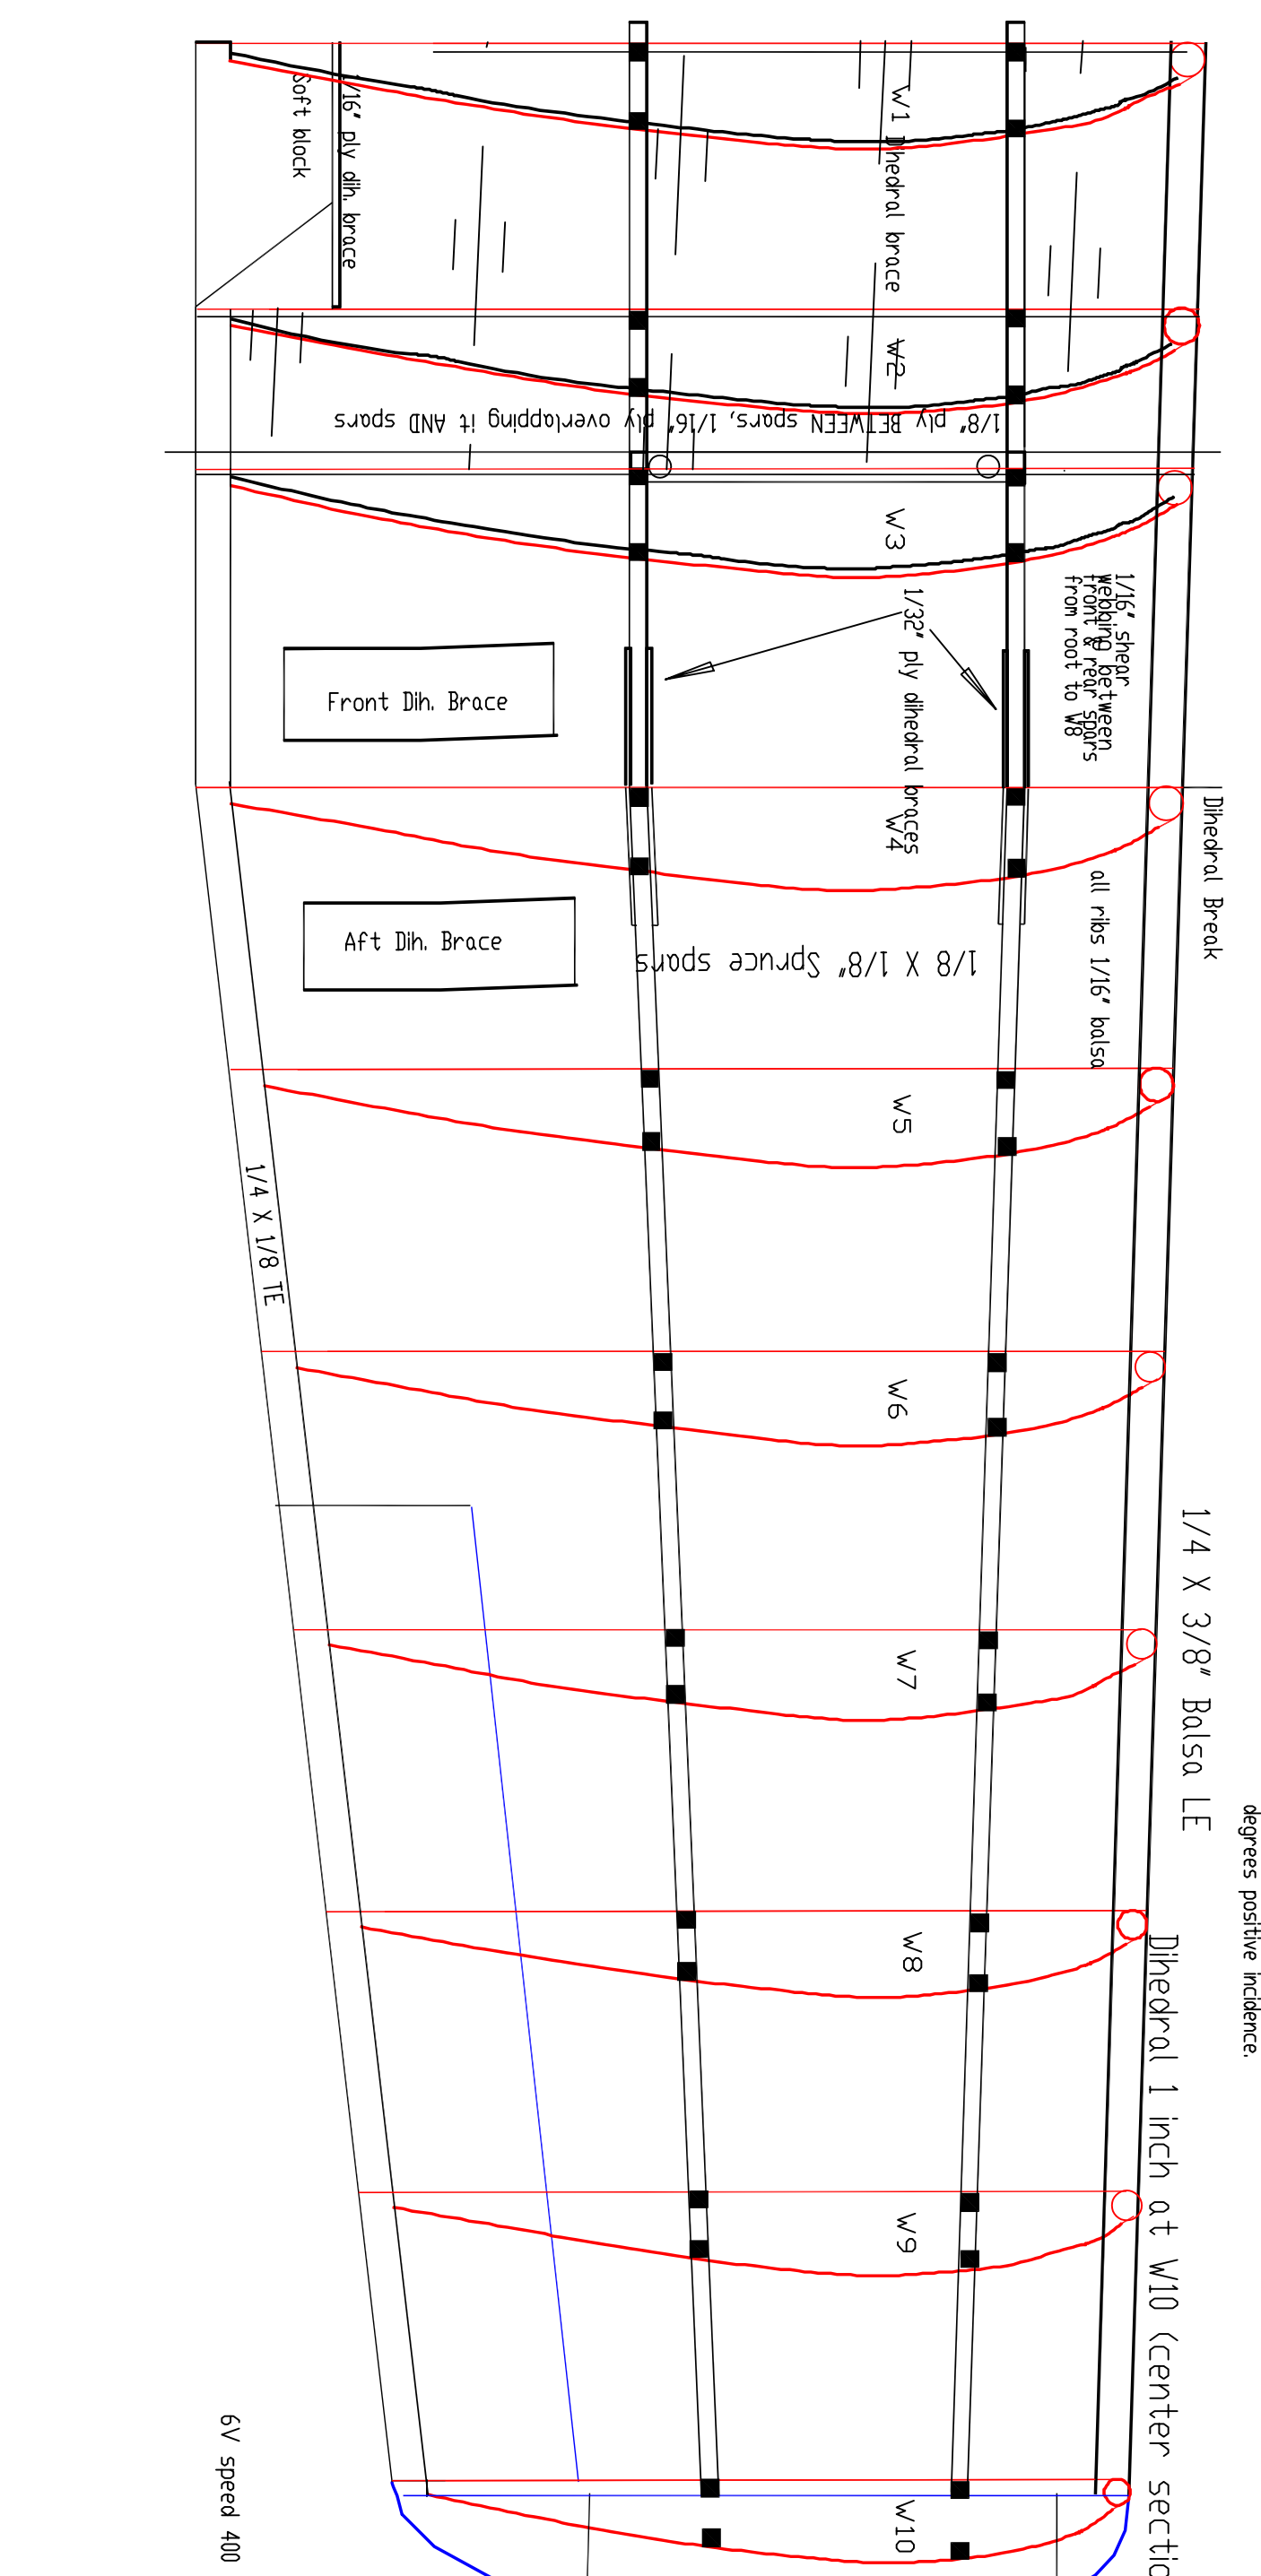 Soft block
1/16" ply dih. brace
W1 Dhedral brace
W2
1/8" ply BETWEEN spars, 1/16" ply overlapping it AND spars
W3
1/16" shear
webbing between
front & rear spars
from root to W8
1/32" ply dihedral braces
Front Dih. Brace
W4
Dihedral Break
all ribs 1/16" balsa
Aft Dih. Brace
1/8 X 1/8" Spruce spars
W5
1/4 X 1/8 TE
W6
1/4 X 3/8" Balsa LE
W7
degrees positive incidence.
W8
Dihedral 1 inch at W10 (center sectio
W9
6V speed 400
W10